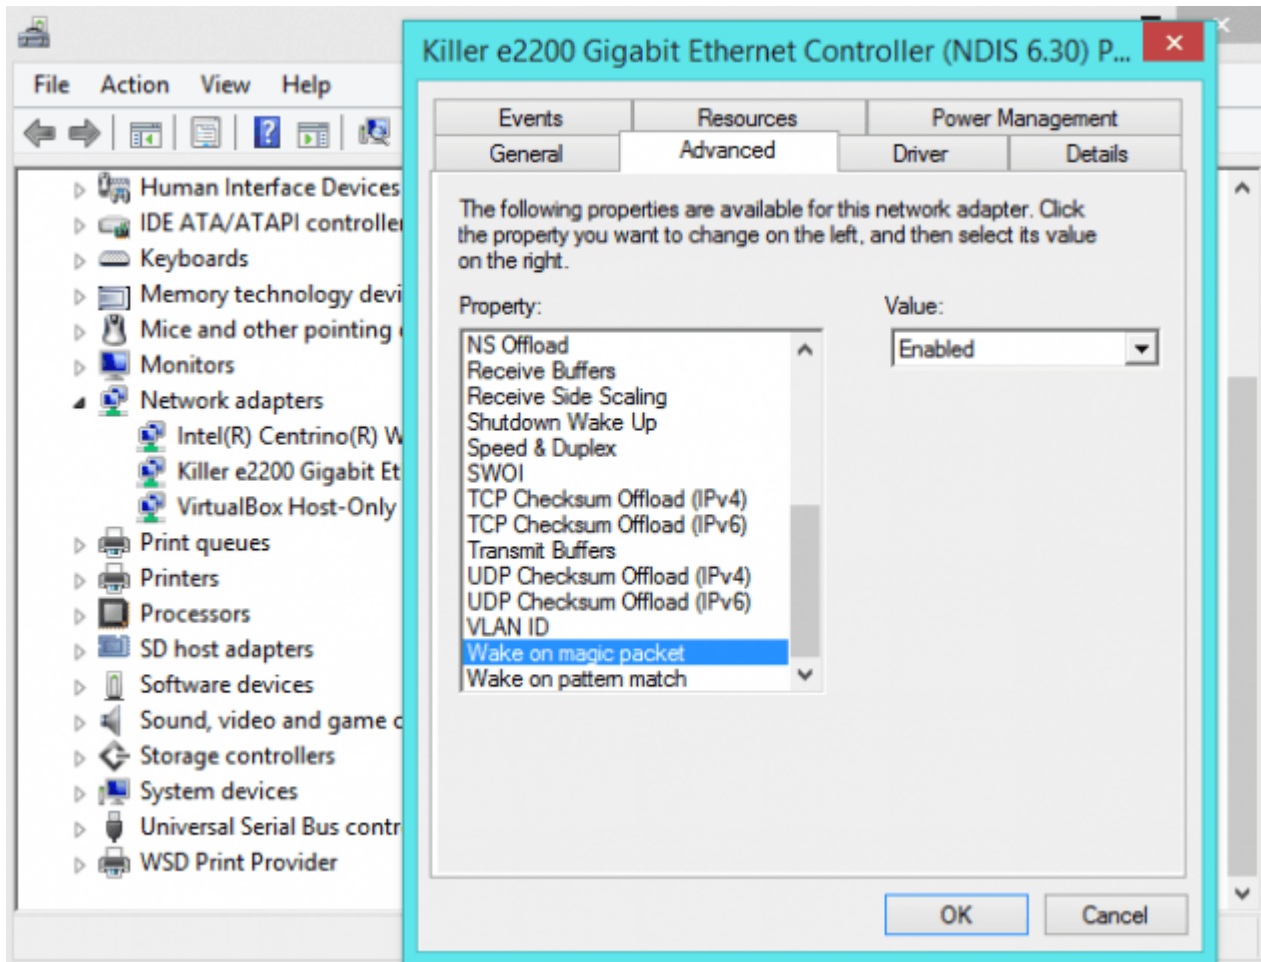 File Action View Help
Human Interface Devices
IDE ATA/ATAPI controller
Keyboards
Memory technology devi
Mice and other pointing
Monitors
Network adapters
Intel(R) Centrino(R) W
Killer e2200 Gigabit Et
VirtualBox Host-Only
Print queues
Printers
Processors
SD host adapters
Software devices
Sound, video and game c
Storage controllers
System devices
Universal Serial Bus contr
WSD Print Provider
Killer e2200 Gigabit Ethernet Controller (NDIS 6.30) P...
Events Resources Power Management
General Advanced Driver Details
The following properties are available for this network adapter. Click
the property you want to change on the left, and then select its value
on the right.
Property:
NS Offload
Receive Buffers
Receive Side Scaling
Shutdown Wake Up
Speed & Duplex
SWOI
TCP Checksum Offload (IPv4)
TCP Checksum Offload (IPv6)
Transmit Buffers
UDP Checksum Offload (IPv4)
UDP Checksum Offload (IPv6)
VLAN ID
Wake on magic packet
Wake on pattern match
Value:
Enabled
OK Cancel